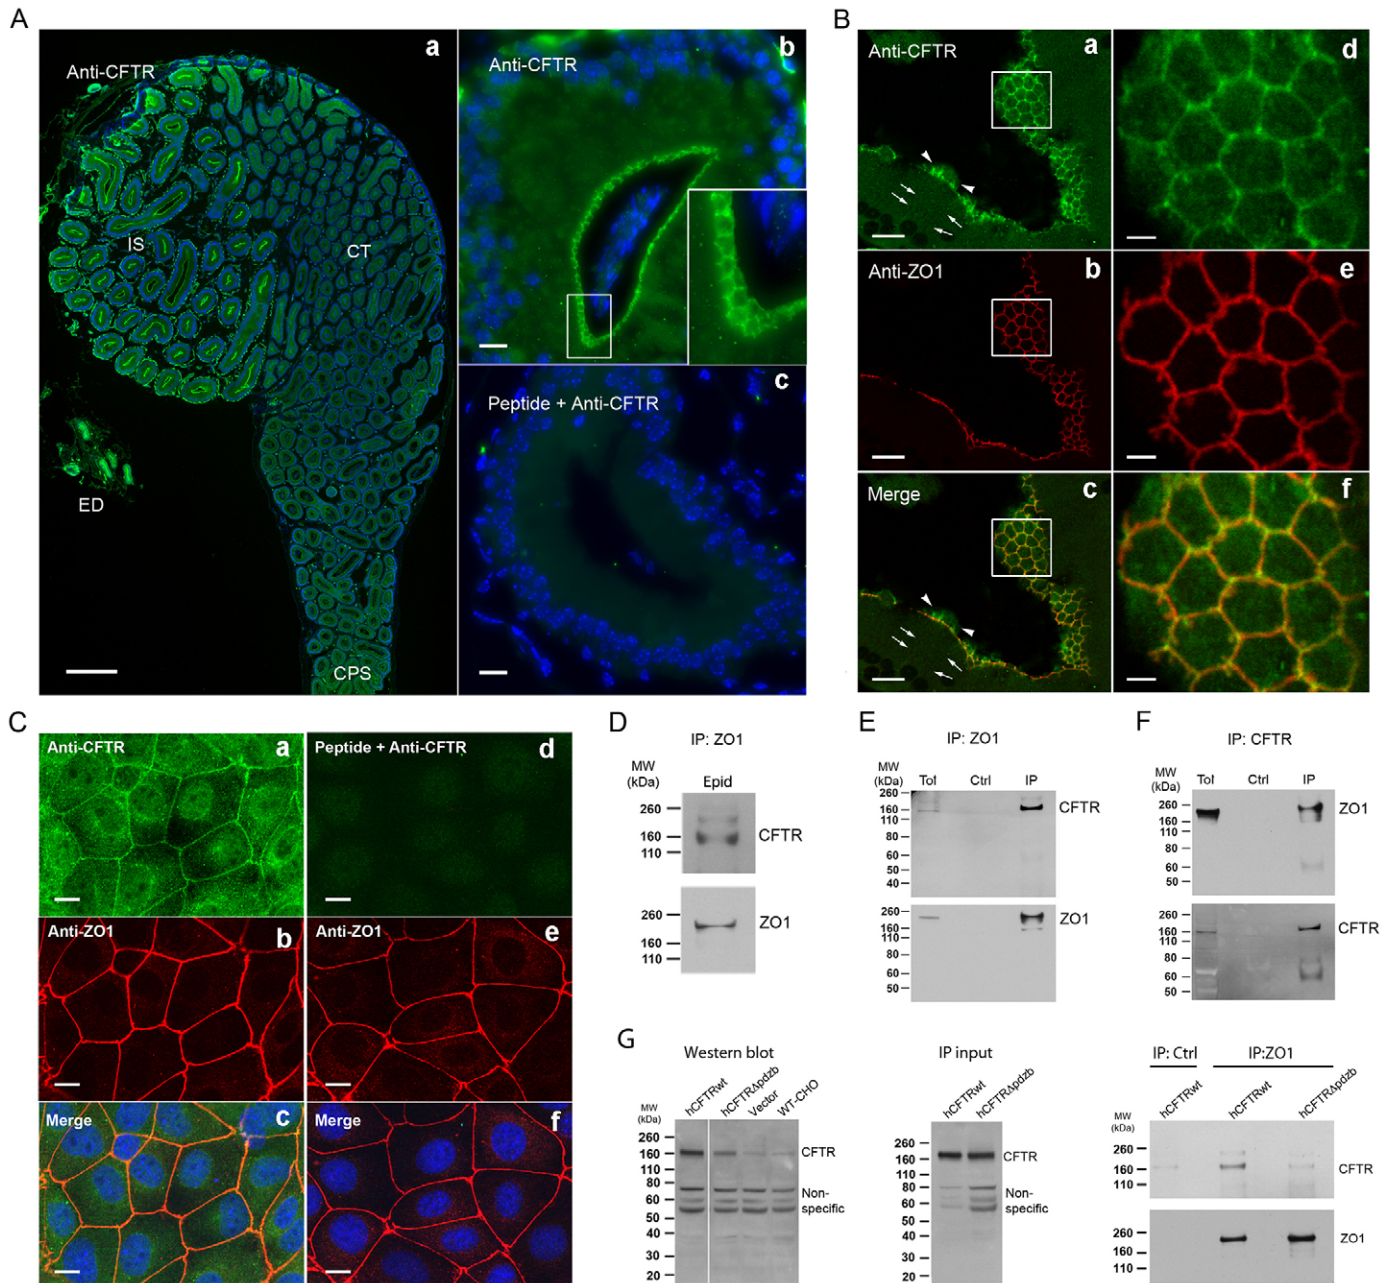 A
a
Anti-CFTR
IS
CT
ED
CPS
b
Anti-CFTR
c
Peptide + Anti-CFTR
B
a
Anti-CFTR
d
b
Anti-ZO1
e
c
Merge
f
C
Anti-CFTR
a
Peptide + Anti-CFTR
d
Anti-ZO1
b
Anti-ZO1
e
Merge
c
Merge
f
D
IP: ZO1
MW
(kDa)
Epid
260
160
110
CFTR
260
160
110
ZO1
E
IP: ZO1
MW
(kDa)
Tot
Ctrl
IP
260
160
110
80
60
50
40
CFTR
260
160
110
80
60
50
ZO1
F
IP: CFTR
MW
(kDa)
Tot
Ctrl
IP
260
160
110
80
60
50
ZO1
260
160
110
80
60
50
CFTR
G
Western blot
hCFTRwt
hCFTRΔpdzb
Vector
WT-CHO
MW
(kDa)
260
160
110
80
60
50
40
30
20
CFTR
Non-
specific
IP input
hCFTRwt
hCFTRΔpdzb
MW
(kDa)
260
160
110
80
60
50
40
30
20
CFTR
Non-
specific
IP: Ctrl
IP:ZO1
hCFTRwt
hCFTRwt
hCFTRΔpdzb
MW
(kDa)
260
160
110
CFTR
260
160
110
ZO1